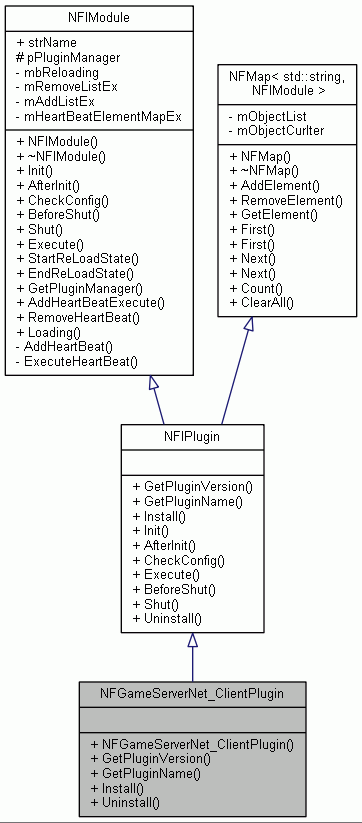 NFIModule
+ strName
# pPluginManager
- mbReloading
- mRemoveListEx
- mAddListEx
- mHeartBeatElementMapEx
+ NFIModule()
+ ~NFIModule()
+ Init()
+ AfterInit()
+ CheckConfig()
+ BeforeShut()
+ Shut()
+ Execute()
+ StartReLoadState()
+ EndReLoadState()
+ GetPluginManager()
+ AddHeartBeatExecute()
+ RemoveHeartBeat()
+ Loading()
- AddHeartBeat()
- ExecuteHeartBeat()
NFMap< std::string,
NFIModule >
- mObjectList
- mObjectCurIter
+ NFMap()
+ ~NFMap()
+ AddElement()
+ RemoveElement()
+ GetElement()
+ First()
+ First()
+ Next()
+ Next()
+ Count()
+ ClearAll()
NFIPlugin
+ GetPluginVersion()
+ GetPluginName()
+ Install()
+ Init()
+ AfterInit()
+ CheckConfig()
+ Execute()
+ BeforeShut()
+ Shut()
+ Uninstall()
NFGameServerNet_ClientPlugin
+ NFGameServerNet_ClientPlugin()
+ GetPluginVersion()
+ GetPluginName()
+ Install()
+ Uninstall()